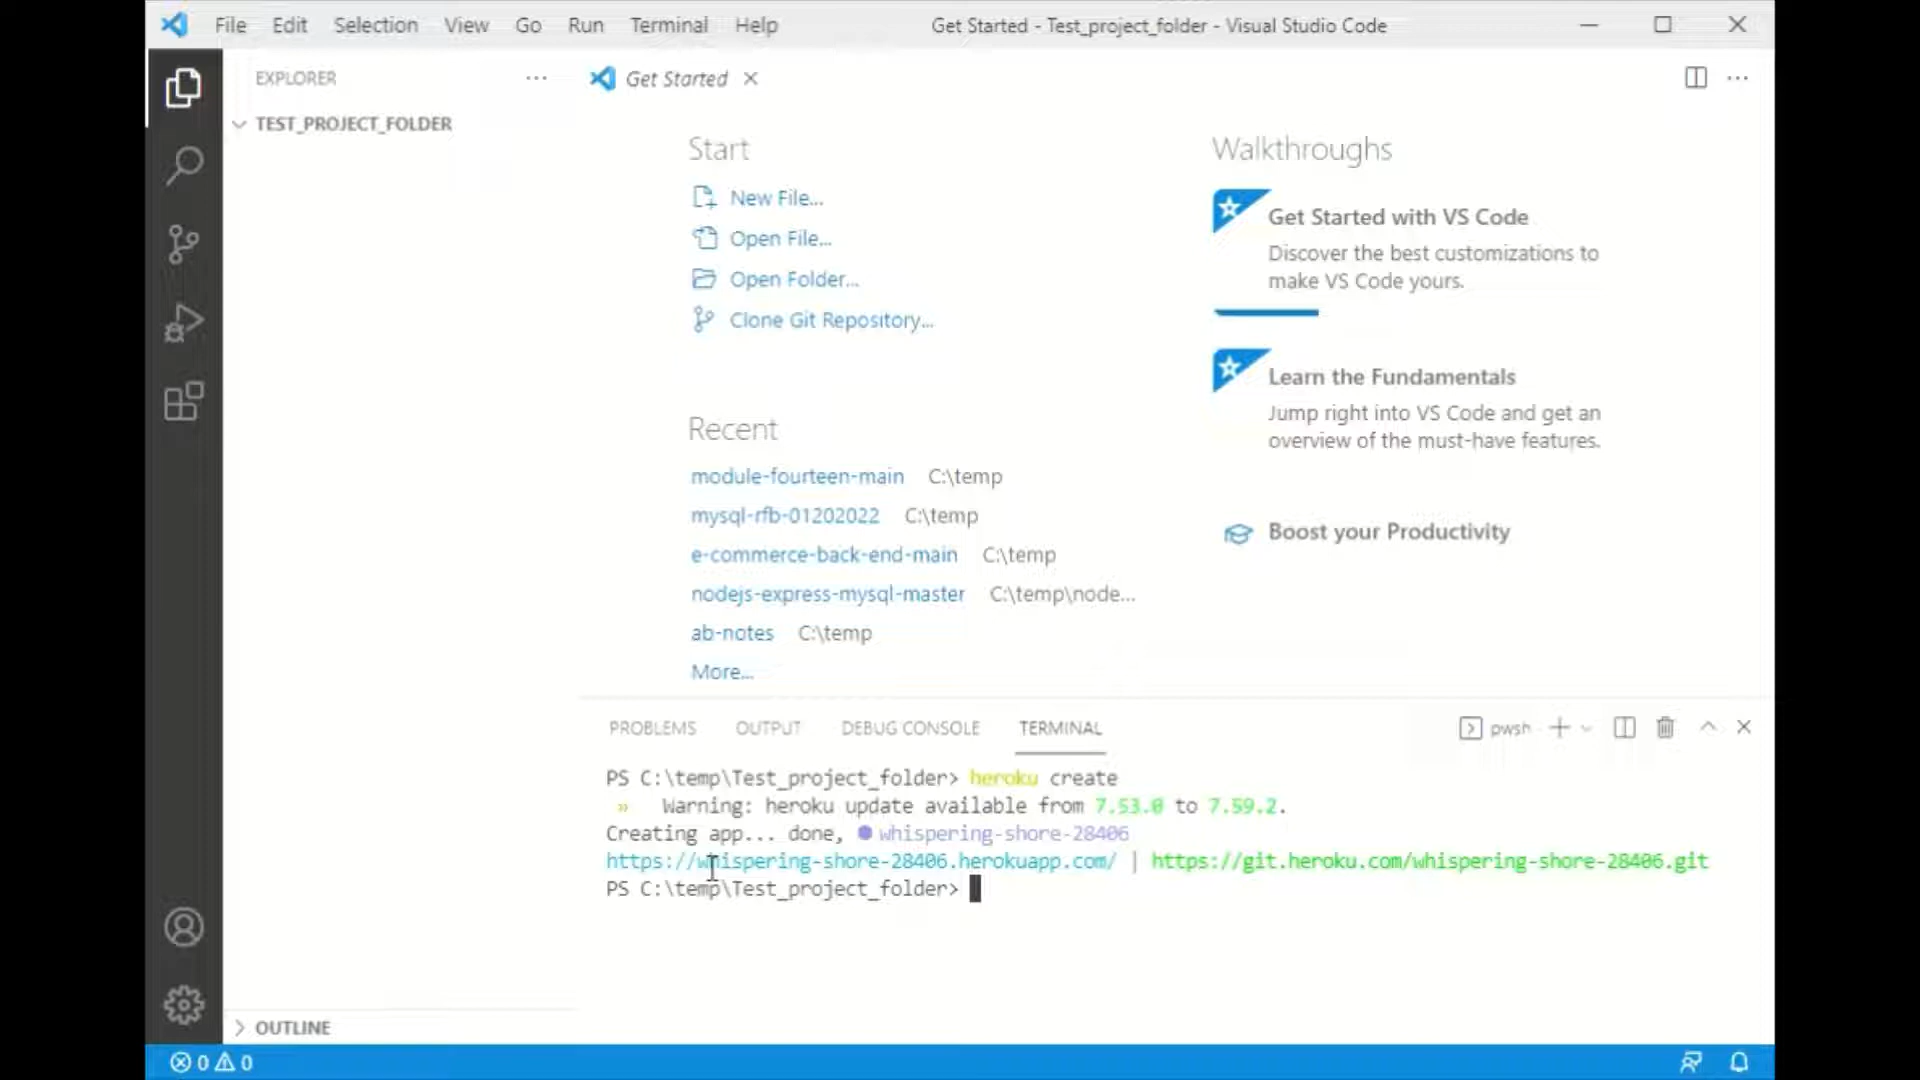 File Edit Selection View Go Run Terminal Help Get Started - Test_project_folder - Visual Studio Code
EXPLORER
TEST_PROJECT_FOLDER
OUTLINE
Get Started
Start
New File...
Open File...
Open Folder...
Clone Git Repository...
Recent
module-fourteen-main C:\temp
mysql-rfb-01202022 C:\temp
e-commerce-back-end-main C:\temp
nodejs-express-mysql-master C:\temp\node...
ab-notes C:\temp
More...
Walkthroughs
Get Started with VS Code
Discover the best customizations to
make VS Code yours.
Learn the Fundamentals
Jump right into VS Code and get an
overview of the must-have features.
Boost your Productivity
PROBLEMS OUTPUT DEBUG CONSOLE TERMINAL pwsh
PS C:\temp\Test_project_folder> heroku create
» Warning: heroku update available from 7.53.0 to 7.59.2.
Creating app... done, ⬢ whispering-shore-28406
https://whispering-shore-28406.herokuapp.com/ | https://git.heroku.com/whispering-shore-28406.git
PS C:\temp\Test_project_folder>
0 0